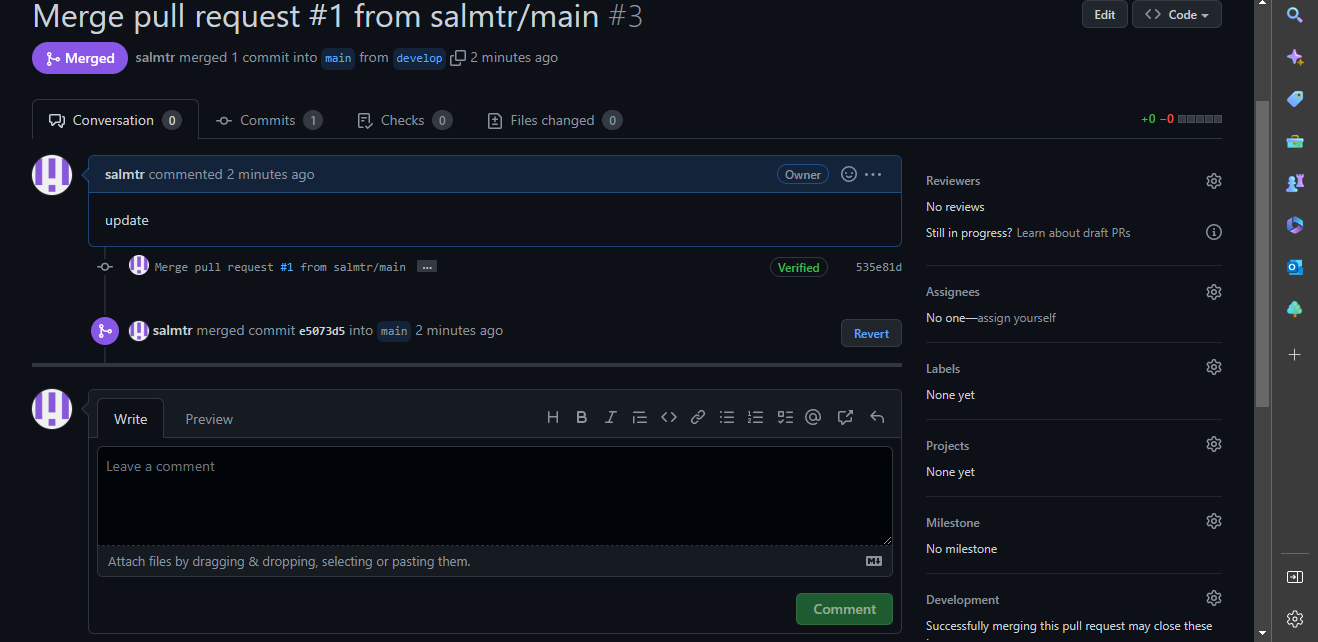 Merge pull request #1 from salmtr/main #3
Edit
Code
Merged
salmtr merged 1 commit into main from develop 2 minutes ago
Conversation 0
Commits 1
Checks 0
Files changed 0
+0 −0
salmtr commented 2 minutes ago
Owner
update
Merge pull request #1 from salmtr/main ...
Verified
535e81d
salmtr merged commit e5073d5 into main 2 minutes ago
Revert
Write
Preview
Leave a comment
Attach files by dragging & dropping, selecting or pasting them.
Comment
Reviewers
No reviews
Still in progress? Learn about draft PRs
Assignees
No one—assign yourself
Labels
None yet
Projects
None yet
Milestone
No milestone
Development
Successfully merging this pull request may close these